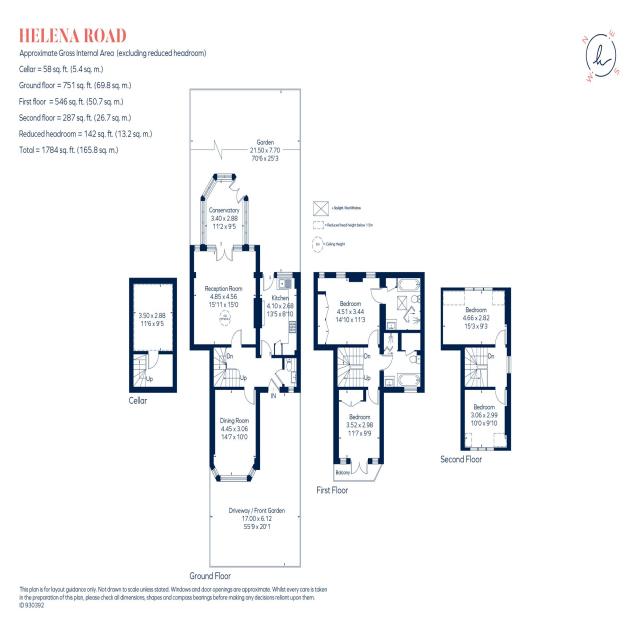 HELENA ROAD
Approximate Gross Internal Area (excluding reduced headroom)
Cellar = 58 sq. ft. (5.4 sq. m.)
Ground floor = 751 sq. ft. (69.8 sq. m.)
First floor = 546 sq. ft. (50.7 sq. m.)
Second floor = 287 sq. ft. (26.7 sq. m.)
Reduced headroom = 142 sq. ft. (13.2 sq. m.)
Total = 1784 sq. ft. (165.8 sq. m.)
N
E
S
W
h
Garden
21.50 x 7.70
70'6 x 25'3
Conservatory
3.40 x 2.88
11'2 x 9'5
= Reduced head height below 1.5m
= Ceiling Height
Reception Room
4.85 x 4.56
15'11 x 15'0
Kitchen
4.10 x 2.68
13'5 x 8'10
Dn
Up
IN
Dining Room
4.45 x 3.06
14'7 x 10'0
Driveway / Front Garden
17.00 x 6.12
55'9 x 20'1
Ground Floor
3.50 x 2.88
11'6 x 9'5
Up
Cellar
Bedroom
4.51 x 3.44
14'10 x 11'3
Dn
Up
Bedroom
3.52 x 2.98
11'7 x 9'9
Balcony
First Floor
Bedroom
4.66 x 2.82
15'3 x 9'3
Dn
Bedroom
3.06 x 2.99
10'0 x 9'10
Second Floor
This plan is for layout guidance only. Not drawn to scale unless stated. Windows and door openings are approximate. Whilst every care is taken
in the preparation of this plan, please check all dimensions, shapes and compass bearings before making any decisions reliant upon them.
ID 930392